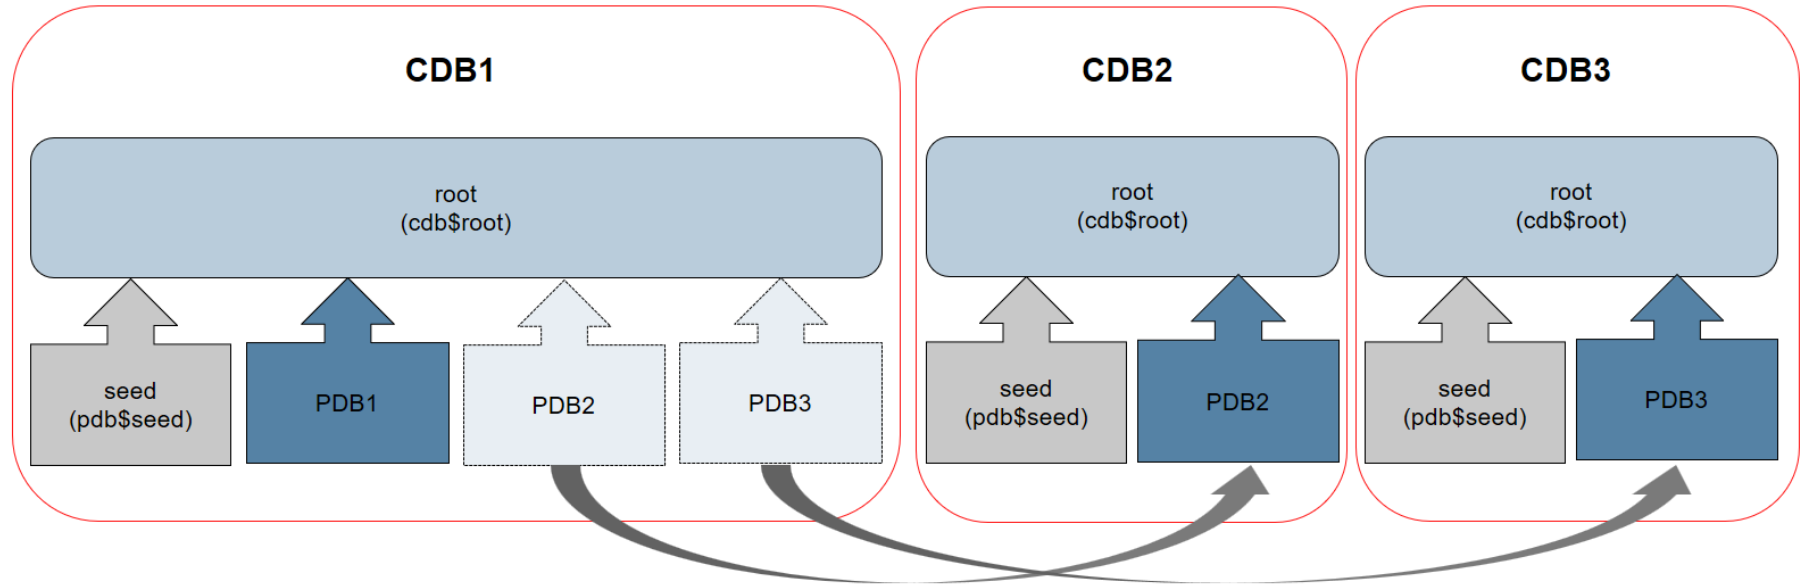 CDB1
root
(cdb$root)
seed
(pdb$seed)
PDB1
PDB2
PDB3
CDB2
root
(cdb$root)
seed
(pdb$seed)
PDB2
CDB3
root
(cdb$root)
seed
(pdb$seed)
PDB3